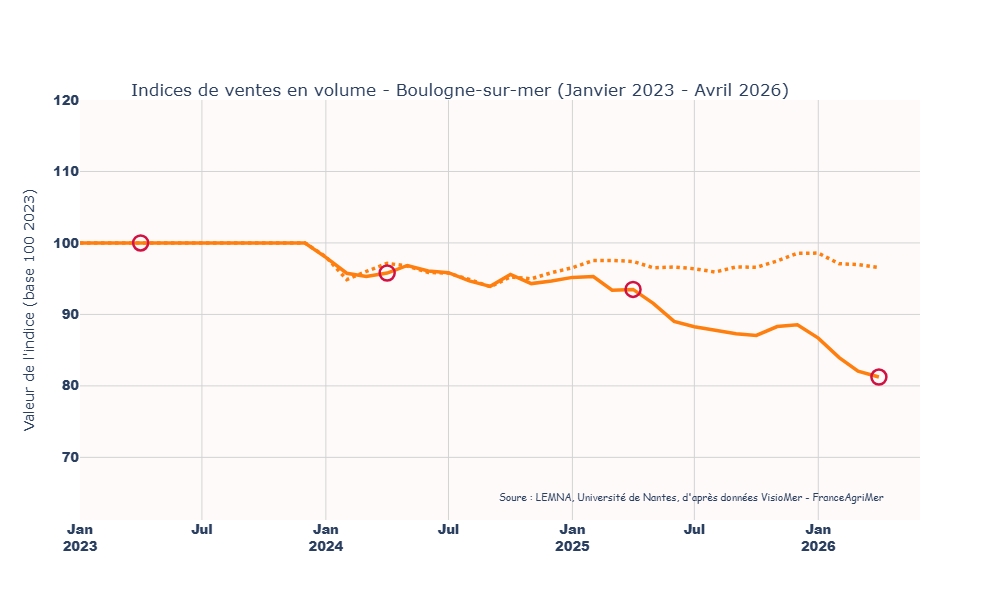 Indices de ventes en volume - Boulogne-sur-mer (Janvier 2023 - Avril 2026)
Valeur de l'indice (base 100 2023)
120
110
100
90
80
70
Soure : LEMNA, Université de Nantes, d'après données VisioMer - FranceAgriMer
Jan
2023
Jul
Jan
2024
Jul
Jan
2025
Jul
Jan
2026